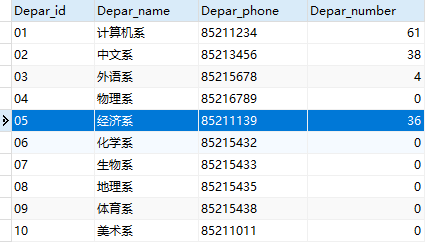 Depar_id Depar_name Depar_phone Depar_number
01 计算机系 85211234 61
02 中文系 85213456 38
03 外语系 85215678 4
04 物理系 85216789 0
05 经济系 85211139 36
06 化学系 85215432 0
07 生物系 85215433 0
08 地理系 85215435 0
09 体育系 85215438 0
10 美术系 85211011 0